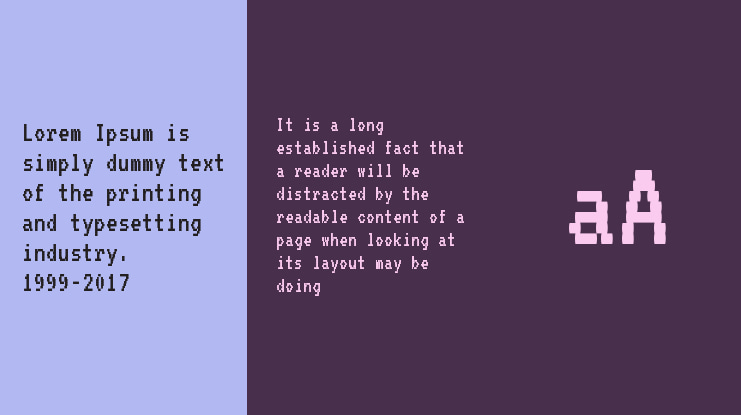 Lorem Ipsum is
simply dummy text
of the printing
and typesetting
industry.
1999-2017
It is a long
established fact that
a reader will be
distracted by the
readable content of a
page when looking at
its layout may be
doing
aA